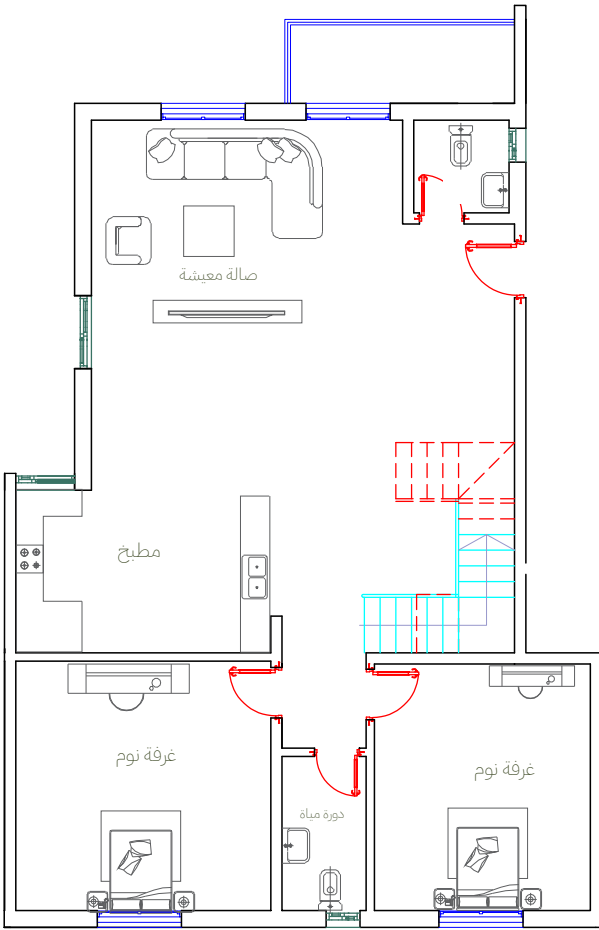 صالة معيشة
مطبخ
غرفة نوم
غرفة نوم
دورة مياة